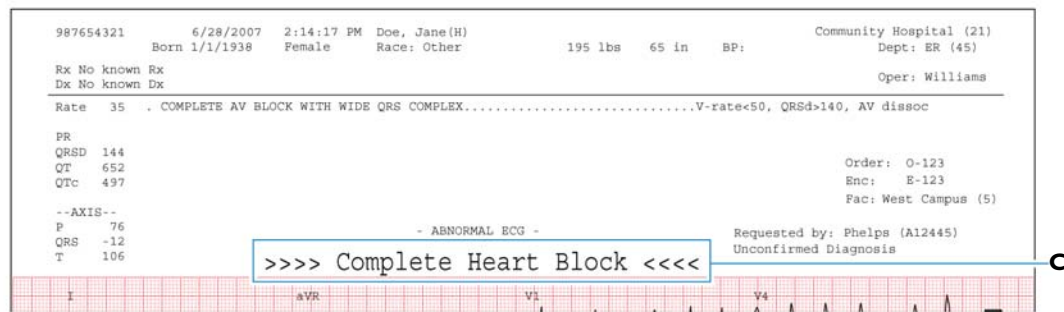 987654321 6/28/2007 2:14:17 PM Doe, Jane(H) Community Hospital (21)
Born 1/1/1938 Female Race: Other 195 lbs 65 in BP: Dept: ER (45)
Rx No known Rx
Dx No known Dx Oper: Williams
Rate 35 . COMPLETE AV BLOCK WITH WIDE QRS COMPLEX.............................V-rate<50, QRSd>140, AV dissoc
PR
QRSD 144
QT 652 Order: O-123
QTc 497 Enc: E-123
Fac: West Campus (5)
--AXIS--
P 76 - ABNORMAL ECG - Requested by: Phelps (A12445)
QRS -12 Unconfirmed Diagnosis
T 106 >>>> Complete Heart Block <<<< C
I aVR V1 V4